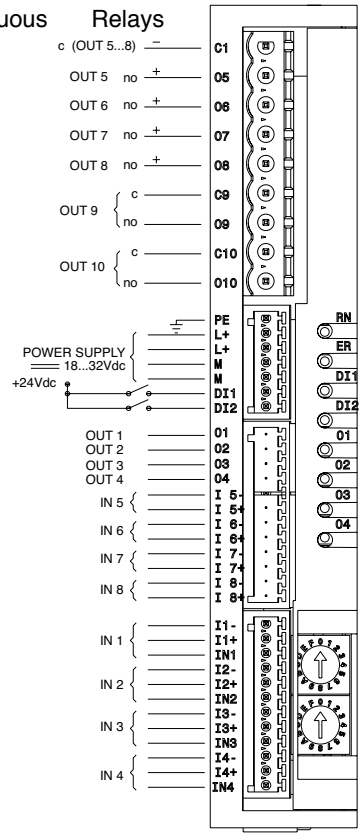 uous Relays
c (OUT 5...8) − C1
OUT 5 no + O5
OUT 6 no + O6
OUT 7 no + O7
OUT 8 no + O8
c C9
OUT 9
no O9
c C10
OUT 10
no O10
PE RN
L+
L+ ER
POWER SUPPLY M
18...32Vdc M
+24Vdc DI1 DI1
DI2 DI2
OUT 1 O1 O1
OUT 2 O2
OUT 3 O3 O2
OUT 4 O4
I 5- O3
IN 5
I 5+
I 6- O4
IN 6
I 6+
I 7-
IN 7
I 7+
I 8-
IN 8
I 8+
I1-
IN 1 I1+
IN1
I2-
IN 2 I2+
IN2
I3-
IN 3 I3+
IN3
I4-
IN 4 I4+
IN4